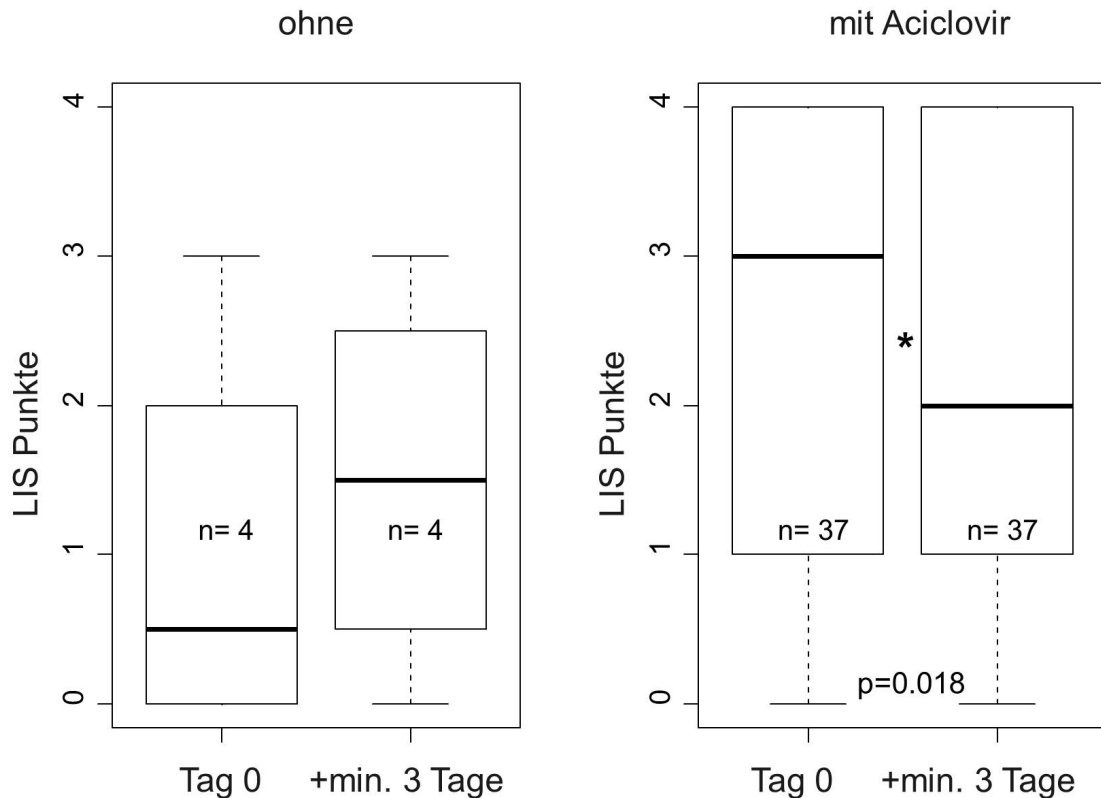 ohne
LIS Punkte
4
3
2
1
0
n= 4
n= 4
Tag 0
+min. 3 Tage
mit Aciclovir
LIS Punkte
4
3
2
1
0
*
n= 37
n= 37
p=0.018
Tag 0
+min. 3 Tage